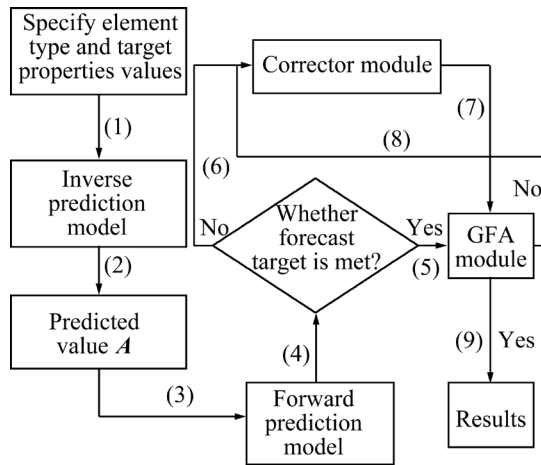 Specify element
type and target
properties values
(1)
Inverse
prediction
model
(2)
Predicted
value A
(3)
Forward
prediction
model
(4)
Whether
forecast
target is met?
No
(6)
Yes
(5)
Corrector module
(7)
(8)
No
GFA
module
(9)
Yes
Results